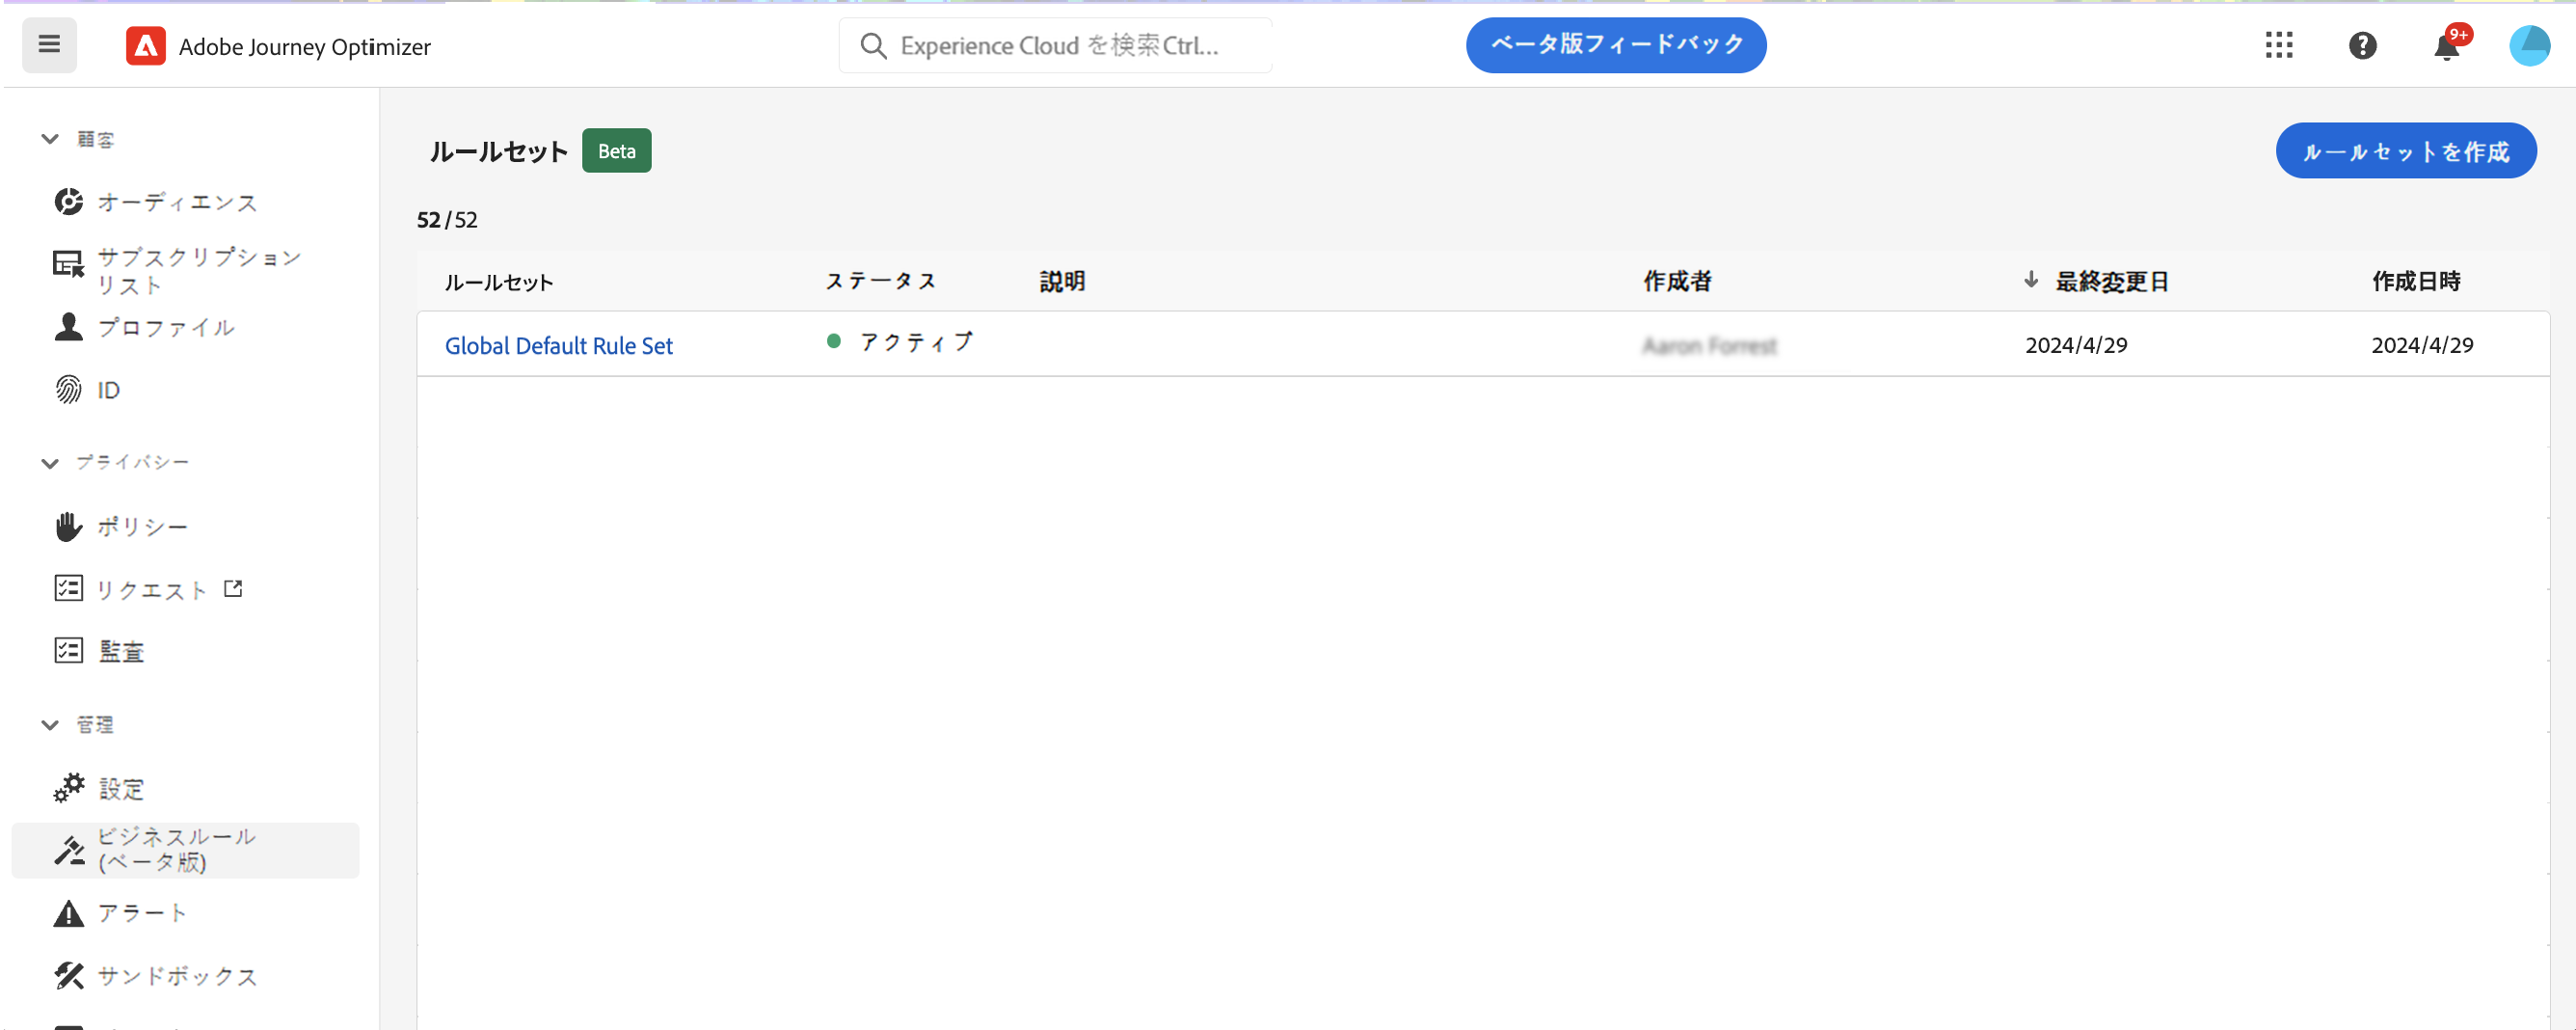 Adobe Journey Optimizer
Experience Cloud を検索Ctrl...
ベータ版フィードバック
9+
顧客
オーディエンス
サブスクリプション
リスト
プロファイル
ID
プライバシー
ポリシー
リクエスト
監査
管理
設定
ビジネスルール
(ベータ版)
アラート
サンドボックス
ルールセット Beta
ルールセットを作成
52/52
ルールセット ステータス 説明 作成者 最終変更日 作成日時
Global Default Rule Set アクティブ 2024/4/29 2024/4/29